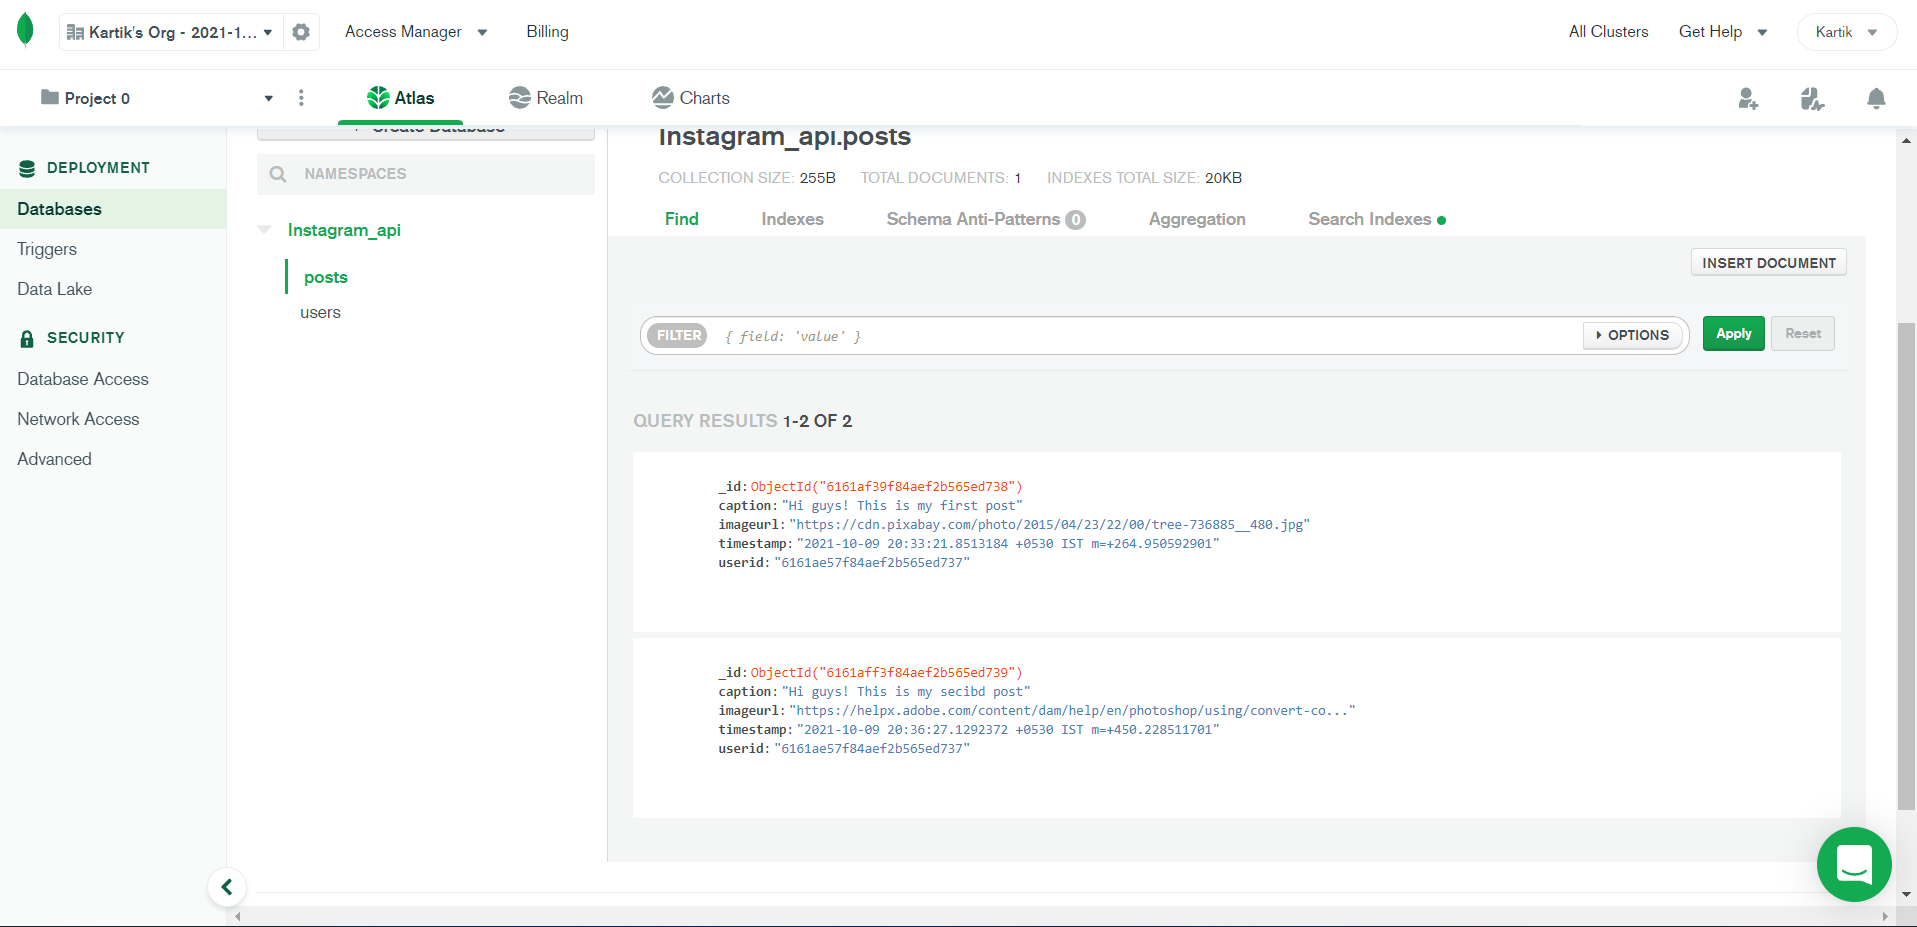 Kartik's Org - 2021-1... Access Manager Billing All Clusters Get Help Kartik
Project 0 Atlas Realm Charts
Create Database
Instagram_api.posts
DEPLOYMENT
NAMESPACES
COLLECTION SIZE: 255B TOTAL DOCUMENTS: 1 INDEXES TOTAL SIZE: 20KB
Databases
Find Indexes Schema Anti-Patterns 0 Aggregation Search Indexes
Instagram_api
Triggers
INSERT DOCUMENT
posts
Data Lake
users
FILTER { field: 'value' } OPTIONS Apply Reset
SECURITY
Database Access
Network Access
QUERY RESULTS 1-2 OF 2
Advanced
_id: ObjectId("6161af39f84aef2b565ed738")
caption: "Hi guys! This is my first post"
imageurl: "https://cdn.pixabay.com/photo/2015/04/23/22/00/tree-736885__480.jpg"
timestamp: "2021-10-09 20:33:21.8513184 +0530 IST m=+264.950592901"
userid: "6161ae57f84aef2b565ed737"
_id: ObjectId("6161aff3f84aef2b565ed739")
caption: "Hi guys! This is my secibd post"
imageurl: "https://helpx.adobe.com/content/dam/help/en/photoshop/using/convert-co..."
timestamp: "2021-10-09 20:36:27.1292372 +0530 IST m=+450.228511701"
userid: "6161ae57f84aef2b565ed737"